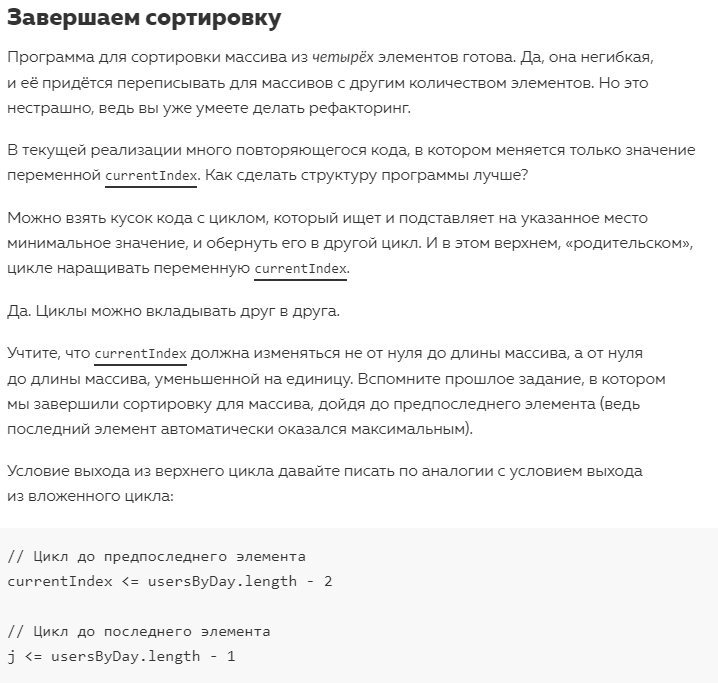 Завершаем сортировку
Программа для сортировки массива из четырёх элементов готова. Да, она негибкая,
и её придётся переписывать для массивов с другим количеством элементов. Но это
нестрашно, ведь вы уже умеете делать рефакторинг.
В текущей реализации много повторяющегося кода, в котором меняется только значение
переменной currentIndex. Как сделать структуру программы лучше?
Можно взять кусок кода с циклом, который ищет и подставляет на указанное место
минимальное значение, и обернуть его в другой цикл. И в этом верхнем, «родительском»,
цикле наращивать переменную currentIndex.
Да. Циклы можно вкладывать друг в друга.
Учтите, что currentIndex должна изменяться не от нуля до длины массива, а от нуля
до длины массива, уменьшенной на единицу. Вспомните прошлое задание, в котором
мы завершили сортировку для массива, дойдя до предпоследнего элемента (ведь
последний элемент автоматически оказался максимальным).
Условие выхода из верхнего цикла давайте писать по аналогии с условием выхода
из вложенного цикла:
// Цикл до предпоследнего элемента
currentIndex <= usersByDay.length - 2
// Цикл до последнего элемента
j <= usersByDay.length - 1